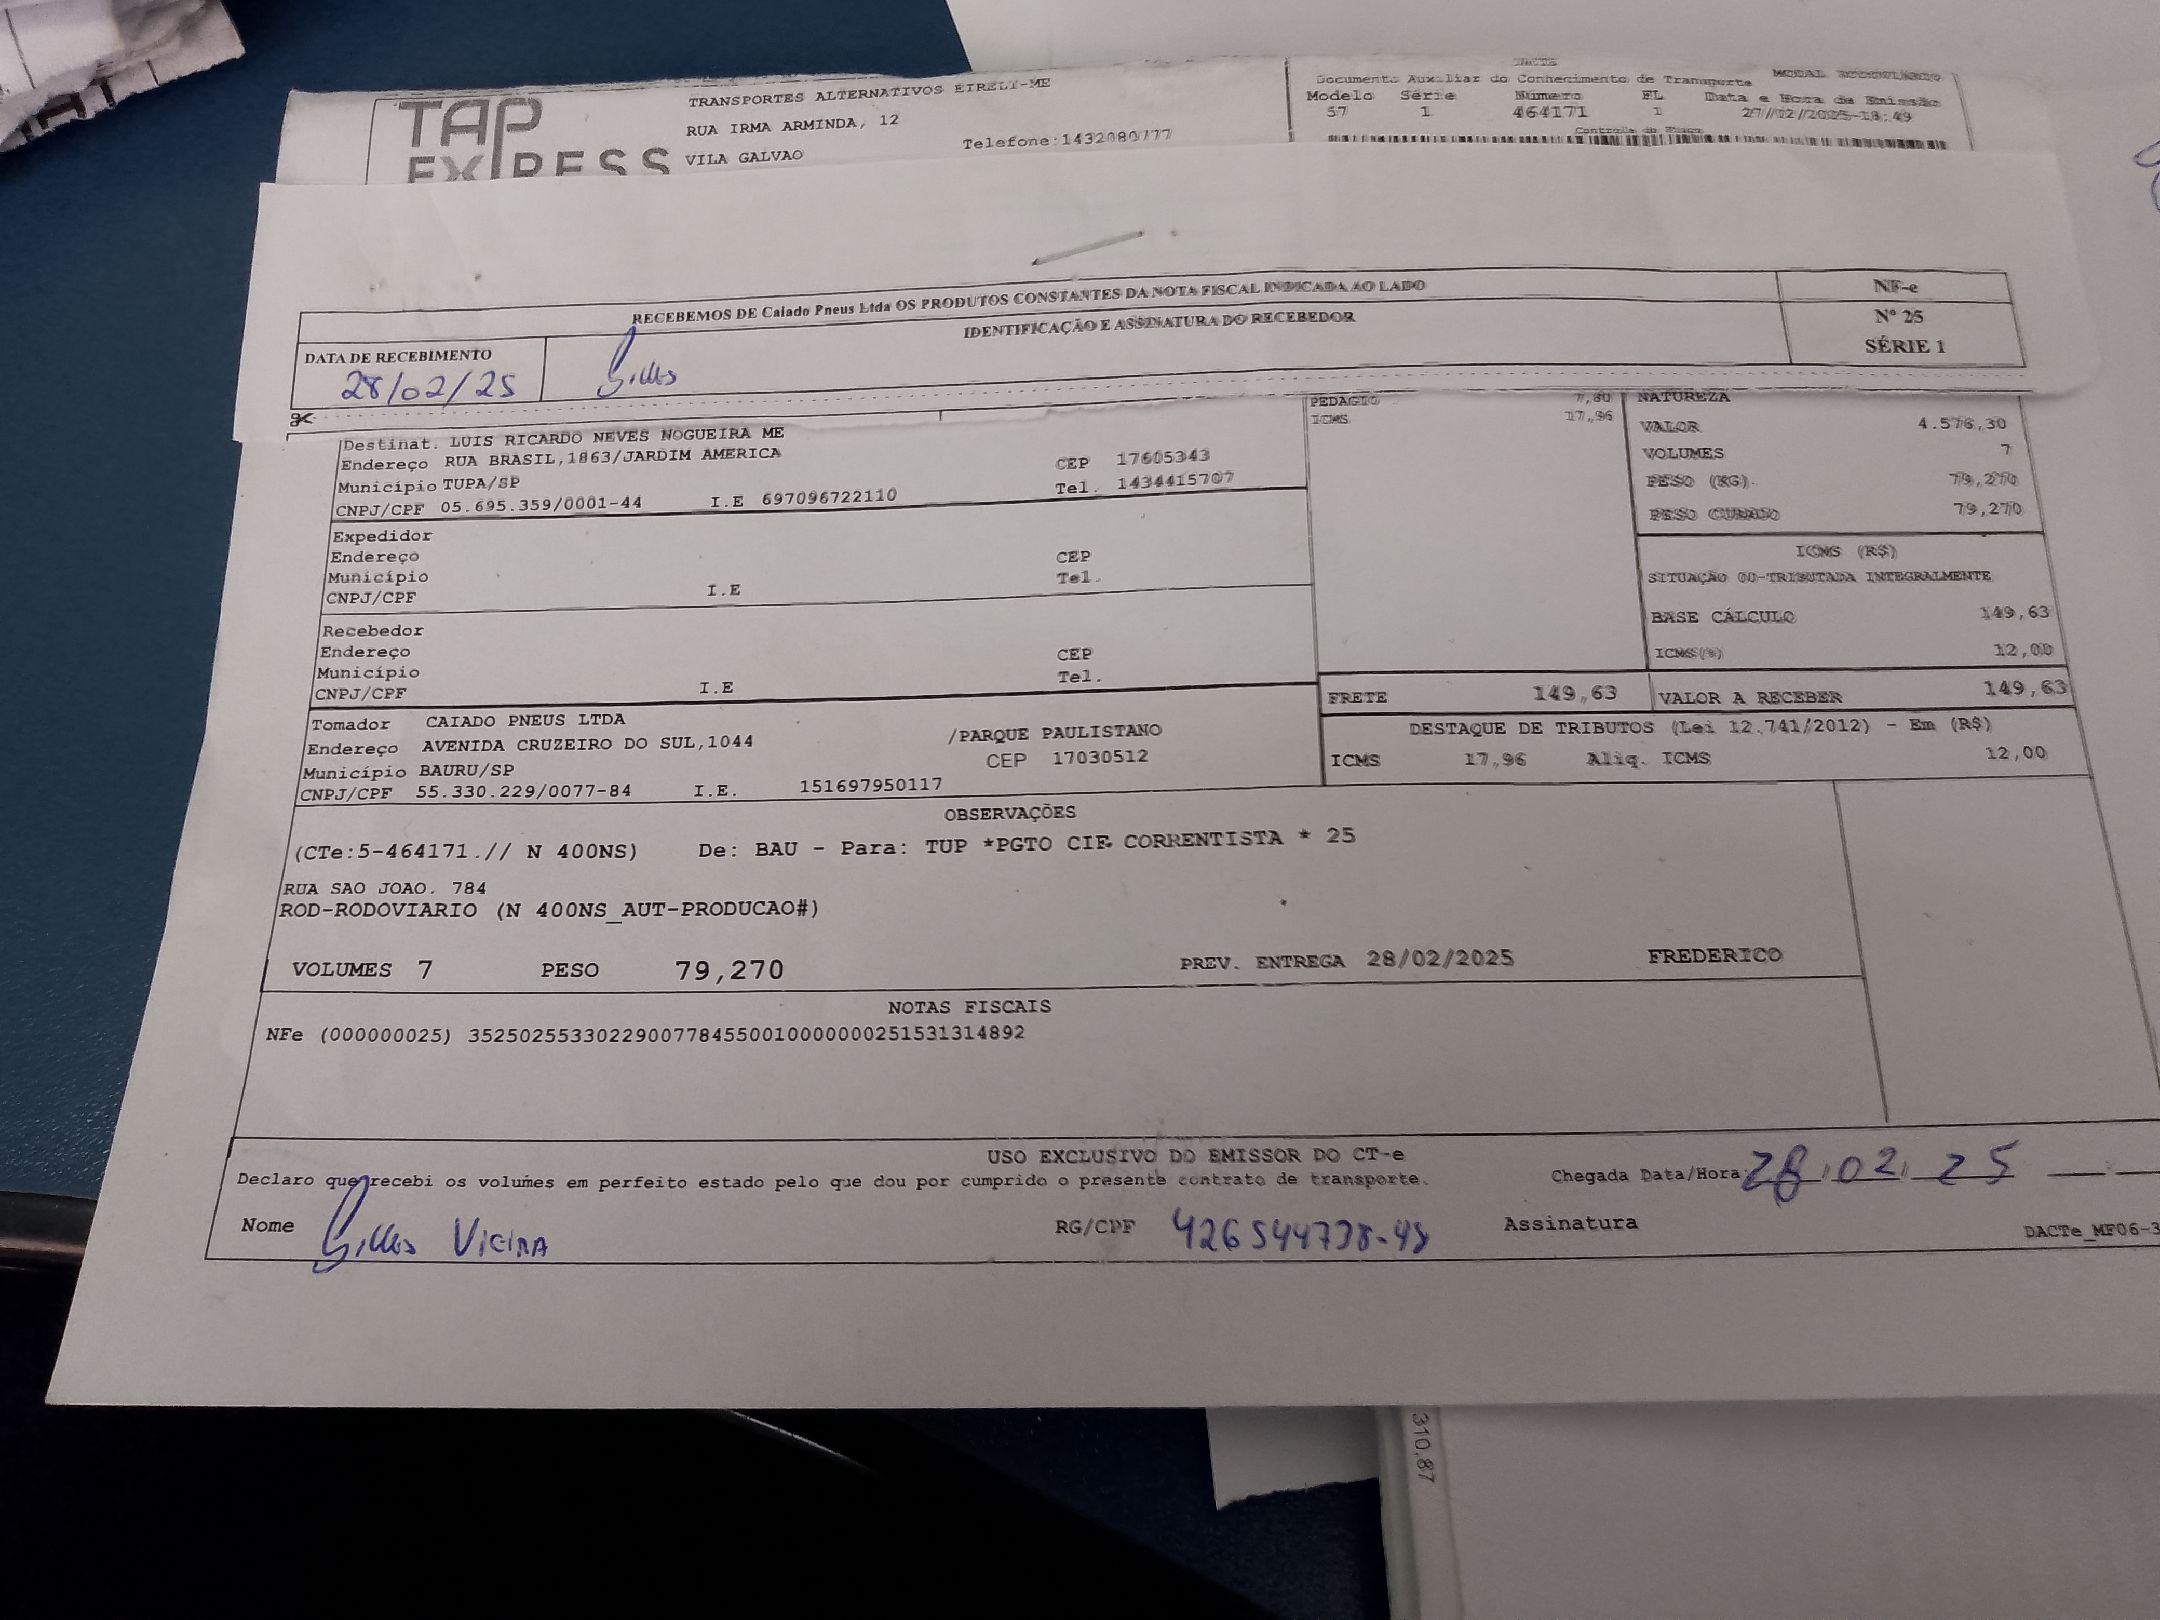 DACTE
Documento Auxiliar do Conhecimento de Transporte MODAL RODOVIÁRIO
Modelo Série Número FL Data e Hora de Emissão
57 1 464171 1 27/02/2025-18:49
Controle do Fisco
TAP EXPRESS
TRANSPORTES ALTERNATIVOS EIRELI-ME
RUA IRMA ARMINDA, 12
VILA GALVAO
Telefone:1432080777
RECEBEMOS DE Caiado Pneus Ltda OS PRODUTOS CONSTANTES DA NOTA FISCAL INDICADA AO LADO
IDENTIFICAÇÃO E ASSINATURA DO RECEBEDOR
NF-e
Nº 25
SÉRIE 1
DATA DE RECEBIMENTO
28/02/25
Gilles
Destinat. LUIS RICARDO NEVES NOGUEIRA ME
Endereço RUA BRASIL,1863/JARDIM AMERICA CEP 17605343
Município TUPA/SP Tel. 1434415707
CNPJ/CPF 05.695.359/0001-44 I.E 697096722110
Expedidor
Endereço CEP
Município Tel.
CNPJ/CPF I.E
Recebedor
Endereço CEP
Município Tel.
CNPJ/CPF I.E
Tomador CAIADO PNEUS LTDA
Endereço AVENIDA CRUZEIRO DO SUL,1044 /PARQUE PAULISTANO
Município BAURU/SP CEP 17030512
CNPJ/CPF 55.330.229/0077-84 I.E. 151697950117
PEDAGIO 7,80
ICMS 17,96
NATUREZA
VALOR 4.576,30
VOLUMES 7
PESO (KG) 79,270
PESO CUBADO 79,270
ICMS (R$)
SITUAÇÃO 00-TRIBUTADA INTEGRALMENTE
BASE CÁLCULO 149,63
ICMS(%) 12,00
FRETE 149,63 VALOR A RECEBER 149,63
DESTAQUE DE TRIBUTOS (Lei 12.741/2012) - Em (R$)
ICMS 17,96 Aliq. ICMS 12,00
OBSERVAÇÕES
(CTe:5-464171.// N 400NS) De: BAU - Para: TUP *PGTO CIF CORRENTISTA * 25
RUA SAO JOAO. 784
ROD-RODOVIARIO (N 400NS_AUT-PRODUCAO#)
VOLUMES 7 PESO 79,270 PREV. ENTREGA 28/02/2025 FREDERICO
NOTAS FISCAIS
NFe (000000025) 35250255330229007784550010000000251531314892
USO EXCLUSIVO DO EMISSOR DO CT-e
Declaro que recebi os volumes em perfeito estado pelo que dou por cumprido o presente contrato de transporte.
Chegada Data/Hora: 28/02/25
Nome Gilles Vieira RG/CPF 426544738-48 Assinatura
DACTe_MF06-3
310.87